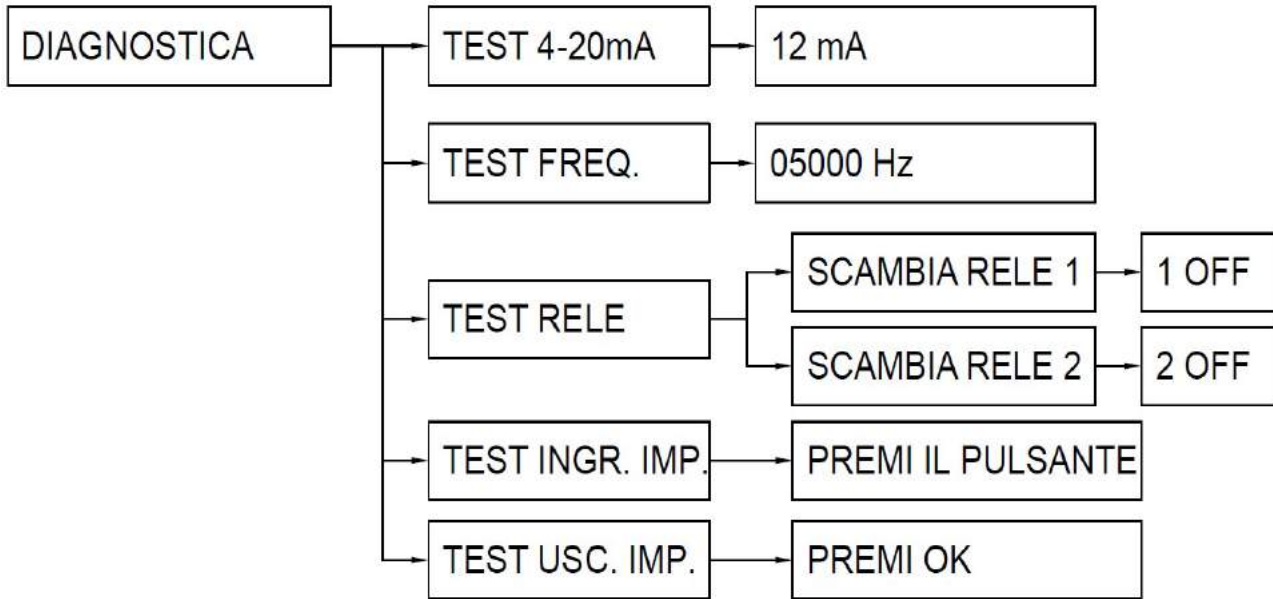 DIAGNOSTICA
TEST 4-20mA
12 mA
TEST FREQ.
05000 Hz
TEST RELE
SCAMBIA RELE 1
1 OFF
SCAMBIA RELE 2
2 OFF
TEST INGR. IMP.
PREMI IL PULSANTE
TEST USC. IMP.
PREMI OK